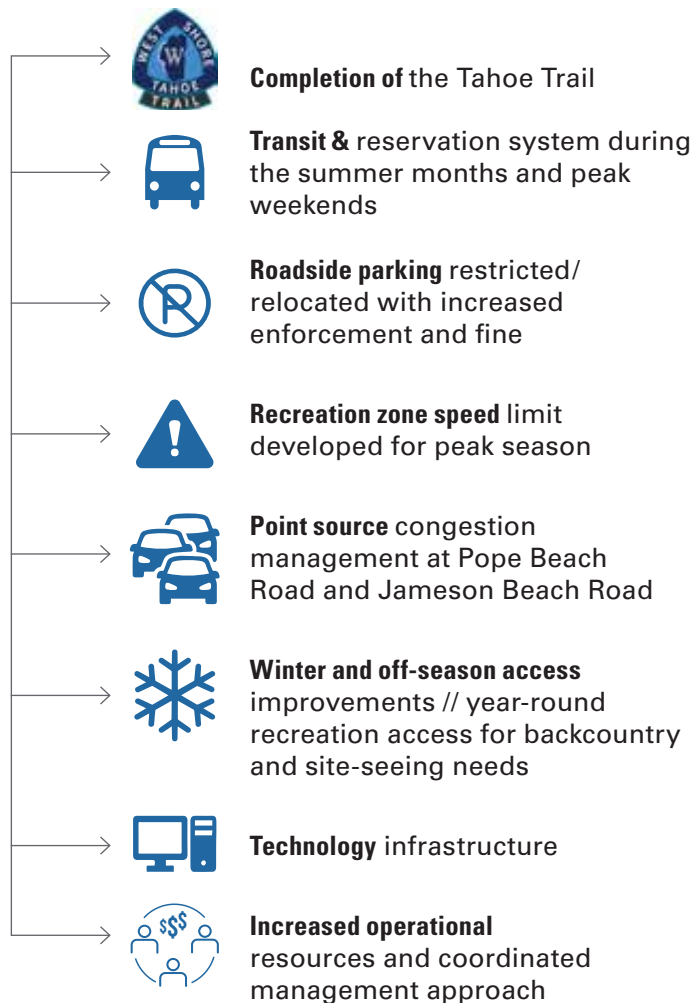 WEST SHORE
W
TAHOE
TRAIL
Completion of the Tahoe Trail
Transit & reservation system during
the summer months and peak
weekends
P
Roadside parking restricted/
relocated with increased
enforcement and fine
!
Recreation zone speed limit
developed for peak season
Point source congestion
management at Pope Beach
Road and Jameson Beach Road
Winter and off-season access
improvements // year-round
recreation access for backcountry
and site-seeing needs
Technology infrastructure
$$$
Increased operational
resources and coordinated
management approach